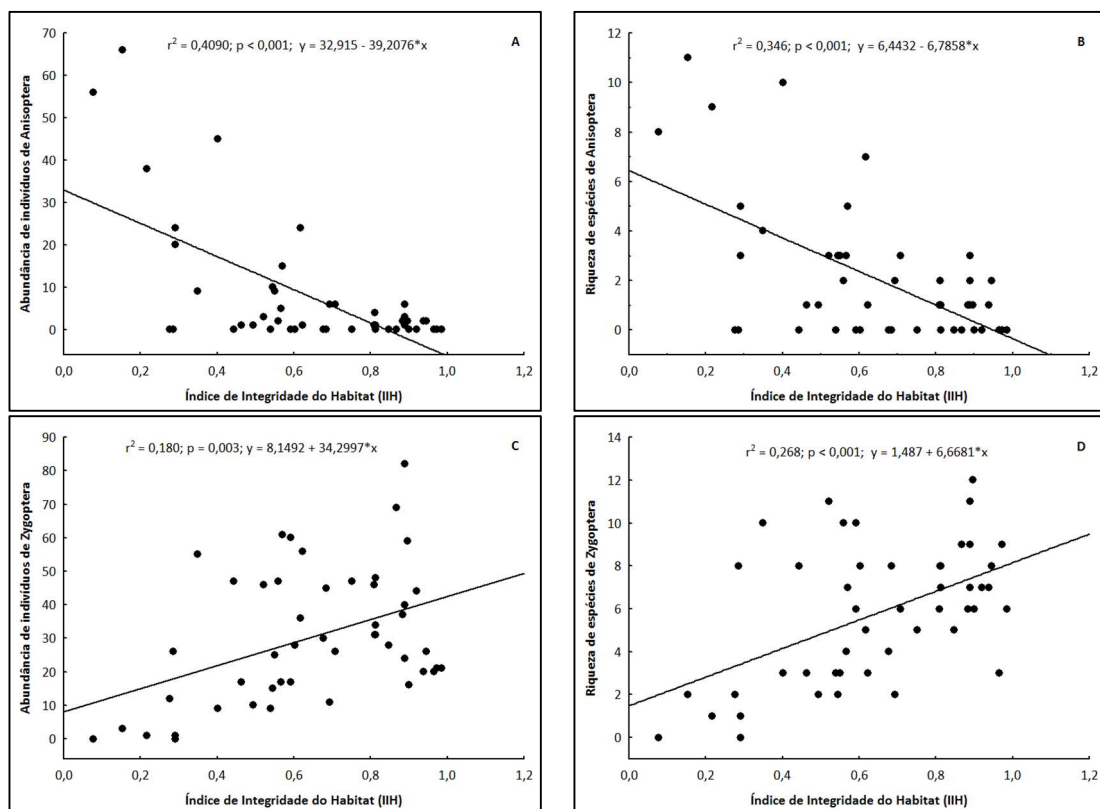 r² = 0,4090; p < 0,001; y = 32,915 - 39,2076*x
A
Abundância de indivíduos de Anisoptera
70
60
50
40
30
20
10
0
0,0 0,2 0,4 0,6 0,8 1,0 1,2
Índice de Integridade do Habitat (IIH)
r² = 0,346; p < 0,001; y = 6,4432 - 6,7858*x
B
Riqueza de espécies de Anisoptera
12
10
8
6
4
2
0
0,0 0,2 0,4 0,6 0,8 1,0 1,2
Índice de Integridade do Habitat (IIH)
r² = 0,180; p = 0,003; y = 8,1492 + 34,2997*x
C
Abundância de indivíduos de Zygoptera
90
80
70
60
50
40
30
20
10
0
0,0 0,2 0,4 0,6 0,8 1,0 1,2
Índice de Integridade do Habitat (IIH)
r² = 0,268; p < 0,001; y = 1,487 + 6,6681*x
D
Riqueza de espécies de Zygoptera
14
12
10
8
6
4
2
0
0,0 0,2 0,4 0,6 0,8 1,0 1,2
Índice de Integridade do Habitat (IIH)